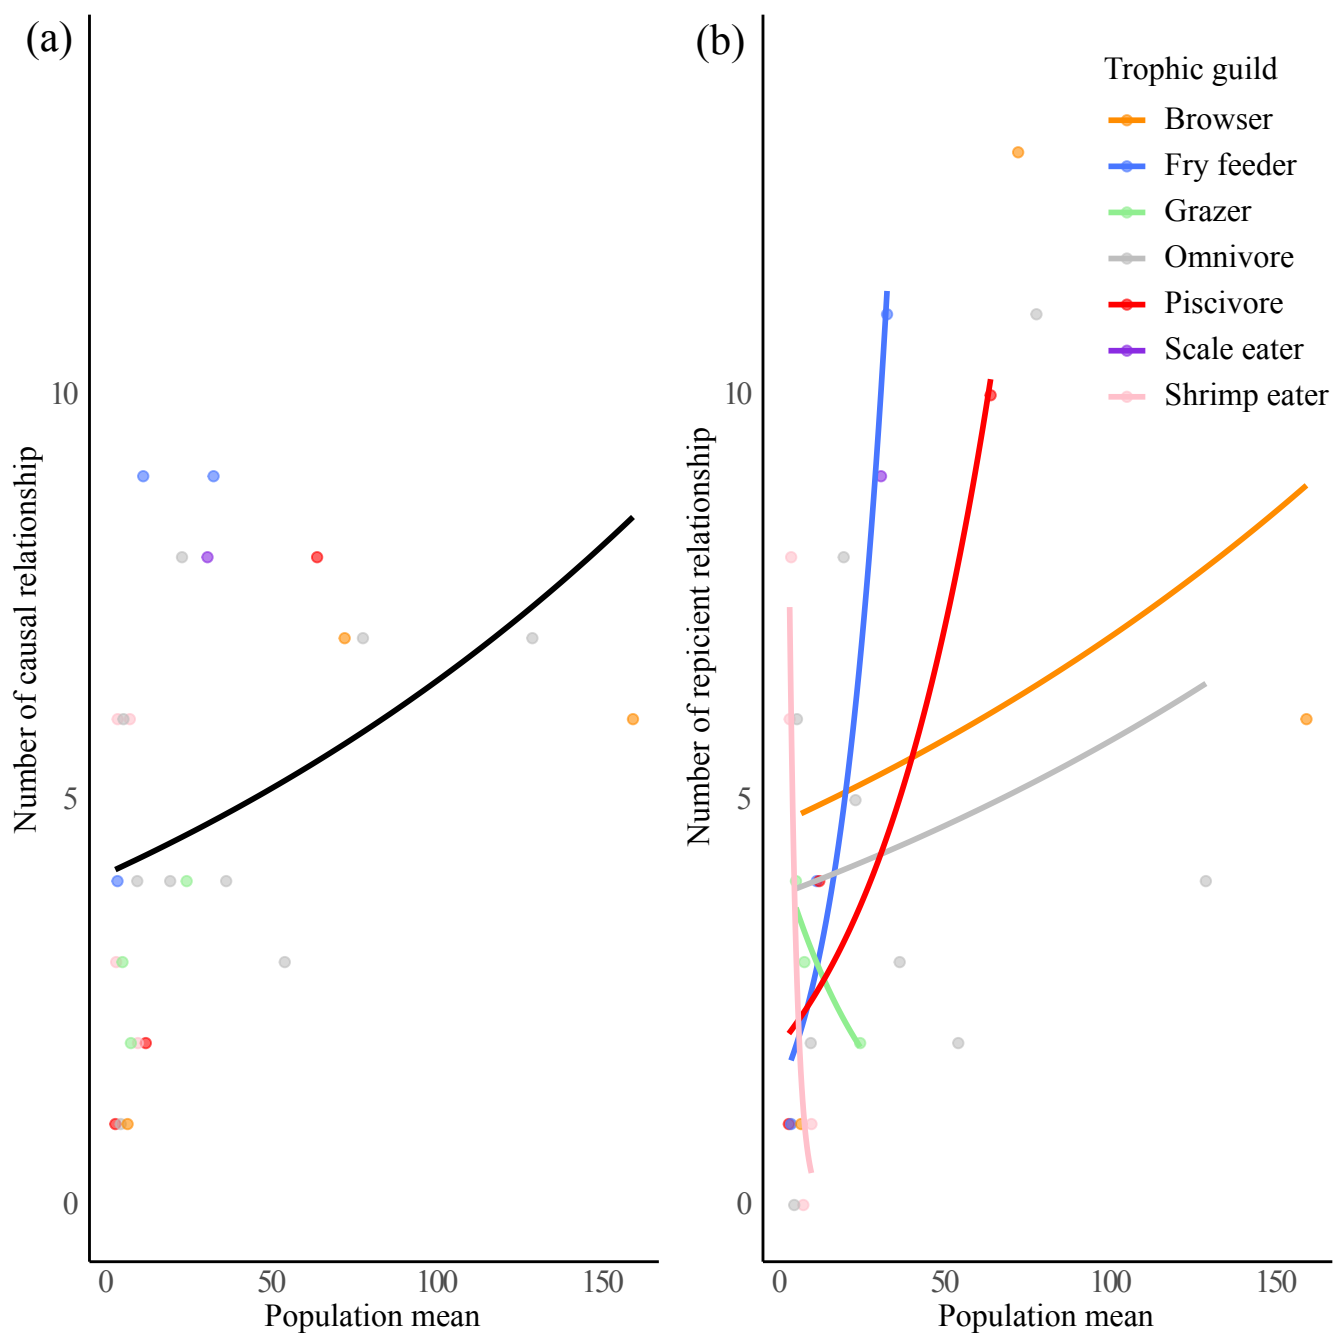 (a)
Number of causal relationship
10
5
0
0 50 100 150
Population mean
(b)
Number of repicient relationship
10
5
0
0 50 100 150
Population mean
Trophic guild
Browser
Fry feeder
Grazer
Omnivore
Piscivore
Scale eater
Shrimp eater